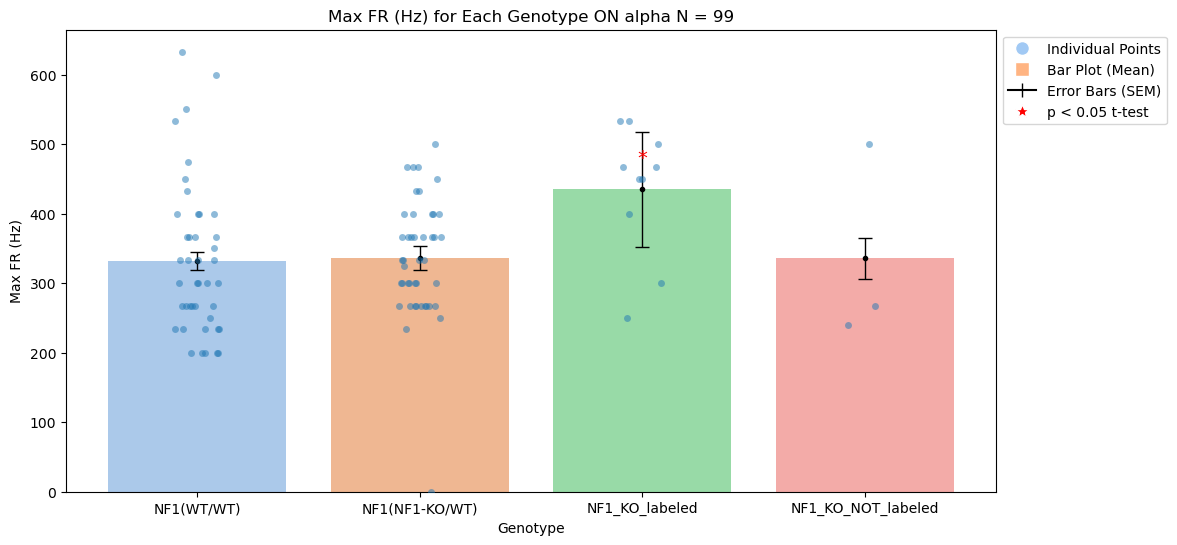 Max FR (Hz) for Each Genotype ON alpha N = 99
Individual Points
Bar Plot (Mean)
Error Bars (SEM)
p < 0.05 t-test
Max FR (Hz)
600
500
400
300
200
100
0
*
NF1(WT/WT)
NF1(NF1-KO/WT)
NF1_KO_labeled
NF1_KO_NOT_labeled
Genotype